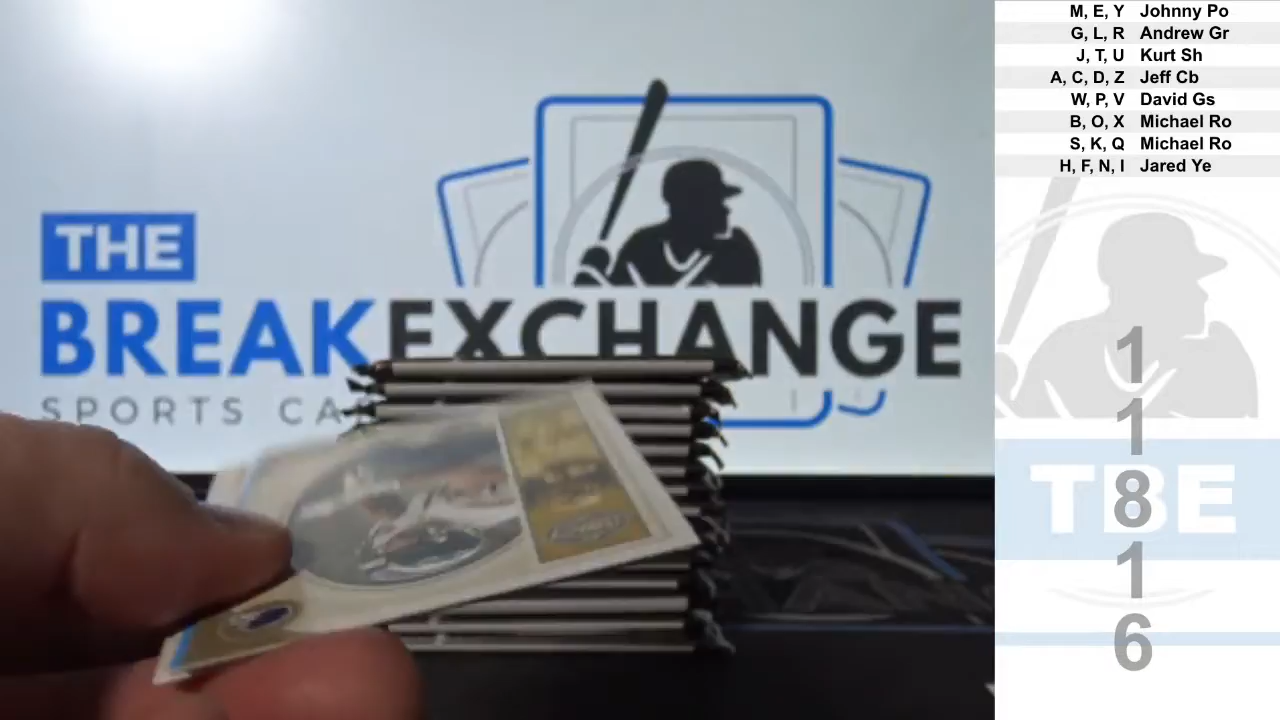 THE
BREAKEXCHANGE
SPORTS CA
M, E, Y Johnny Po
G, L, R Andrew Gr
J, T, U Kurt Sh
A, C, D, Z Jeff Cb
W, P, V David Gs
B, O, X Michael Ro
S, K, Q Michael Ro
H, F, N, I Jared Ye
TBE
1
1
8
1
6